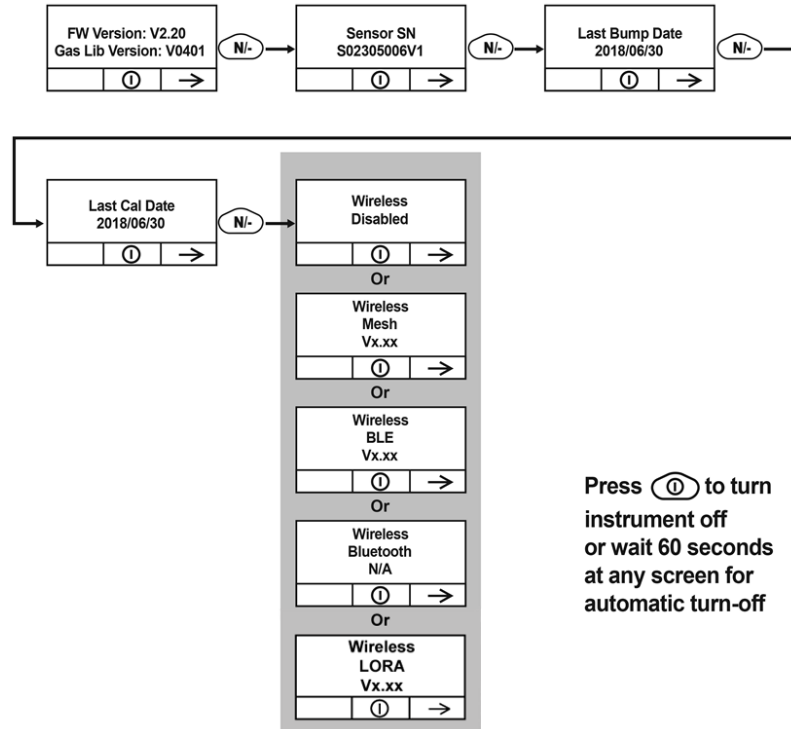 FW Version: V2.20
Gas Lib Version: V0401
N/-
Sensor SN
S02305006V1
N/-
Last Bump Date
2018/06/30
N/-
Last Cal Date
2018/06/30
N/-
Wireless
Disabled
Or
Wireless
Mesh
Vx.xx
Or
Wireless
BLE
Vx.xx
Or
Wireless
Bluetooth
N/A
Or
Wireless
LORA
Vx.xx
Press to turn
instrument off
or wait 60 seconds
at any screen for
automatic turn-off